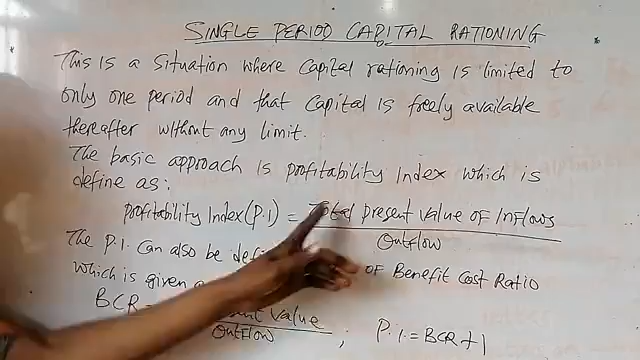 SINGLE PERIOD CAPITAL RATIONING
This is a situation where capital rationing is limited to
only one period and that capital is freely available
thereafter without any limit.
The basic approach is profitability index which is
define as:
Profitability Index (P.I) = Total present value of inflows
Outflow
The P.I. can also be
of Benefit Cost Ratio
which is given
BCR
Value
Outflow
; P.I. = BCR + 1